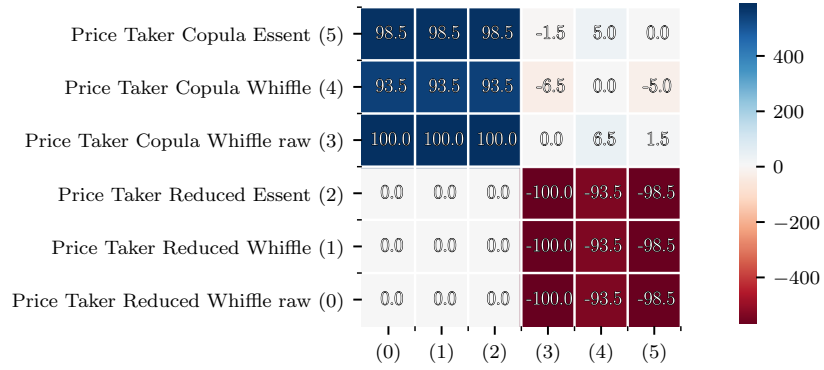 Price Taker Copula Essent (5) 98.5 98.5 98.5 -1.5 5.0 0.0
Price Taker Copula Whiffle (4) 93.5 93.5 93.5 -6.5 0.0 -5.0
Price Taker Copula Whiffle raw (3) 100.0 100.0 100.0 0.0 6.5 1.5
Price Taker Reduced Essent (2) 0.0 0.0 0.0 -100.0 -93.5 -98.5
Price Taker Reduced Whiffle (1) 0.0 0.0 0.0 -100.0 -93.5 -98.5
Price Taker Reduced Whiffle raw (0) 0.0 0.0 0.0 -100.0 -93.5 -98.5
(0) (1) (2) (3) (4) (5)
400
200
0
−200
−400